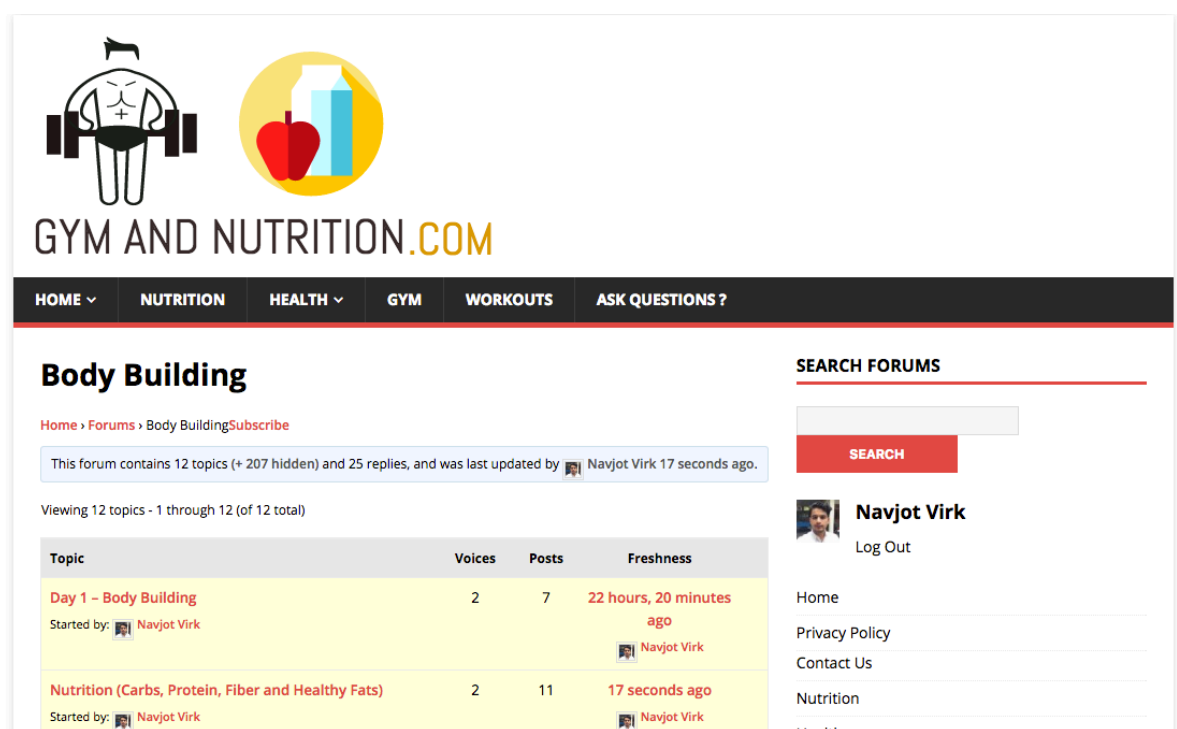 GYM AND NUTRITION.COM
HOME NUTRITION HEALTH GYM WORKOUTS ASK QUESTIONS ?
Body Building
Home › Forums › Body BuildingSubscribe
This forum contains 12 topics (+ 207 hidden) and 25 replies, and was last updated by Navjot Virk 17 seconds ago.
Viewing 12 topics - 1 through 12 (of 12 total)
Topic Voices Posts Freshness
Day 1 – Body Building 2 7 22 hours, 20 minutes
ago
Started by: Navjot Virk
Navjot Virk
Nutrition (Carbs, Protein, Fiber and Healthy Fats) 2 11 17 seconds ago
Started by: Navjot Virk Navjot Virk
SEARCH FORUMS
SEARCH
Navjot Virk
Log Out
Home
Privacy Policy
Contact Us
Nutrition